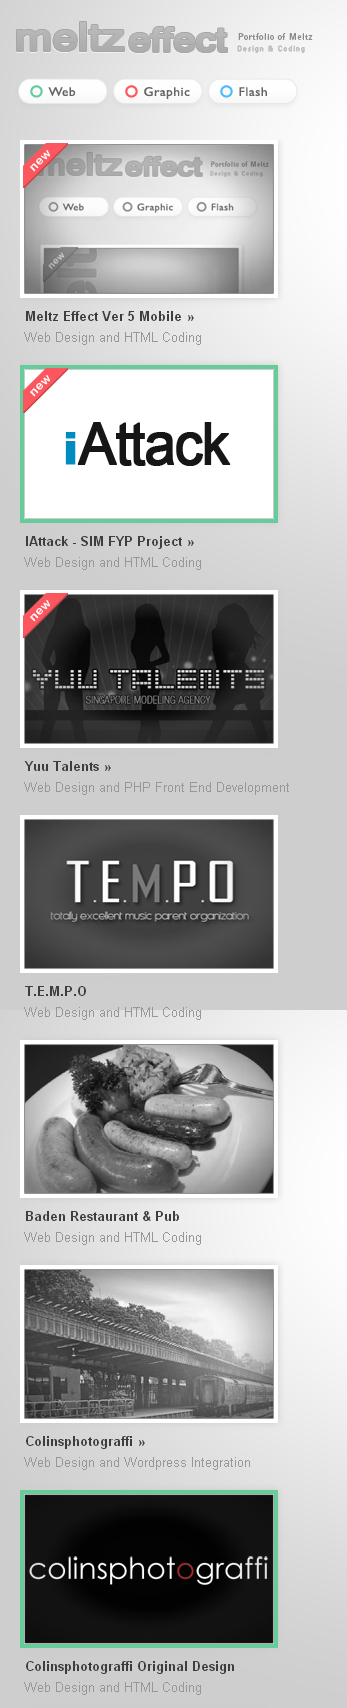 meltz effect Portfolio of Meltz
Design & Coding
Web Graphic Flash
new
meltz effect Portfolio of Meltz
Design & Coding
Web Graphic Flash
new
Meltz Effect Ver 5 Mobile »
Web Design and HTML Coding
new
iAttack
IAttack - SIM FYP Project »
Web Design and HTML Coding
new
YUU TALENTS
SINGAPORE MODELING AGENCY
Yuu Talents »
Web Design and PHP Front End Development
T.E.M.P.O
totally excellent music parent organization
T.E.M.P.O
Web Design and HTML Coding
Baden Restaurant & Pub
Web Design and HTML Coding
Colinsphotograffi »
Web Design and Wordpress Integration
colinsphotograffi
Colinsphotograffi Original Design
Web Design and HTML Coding